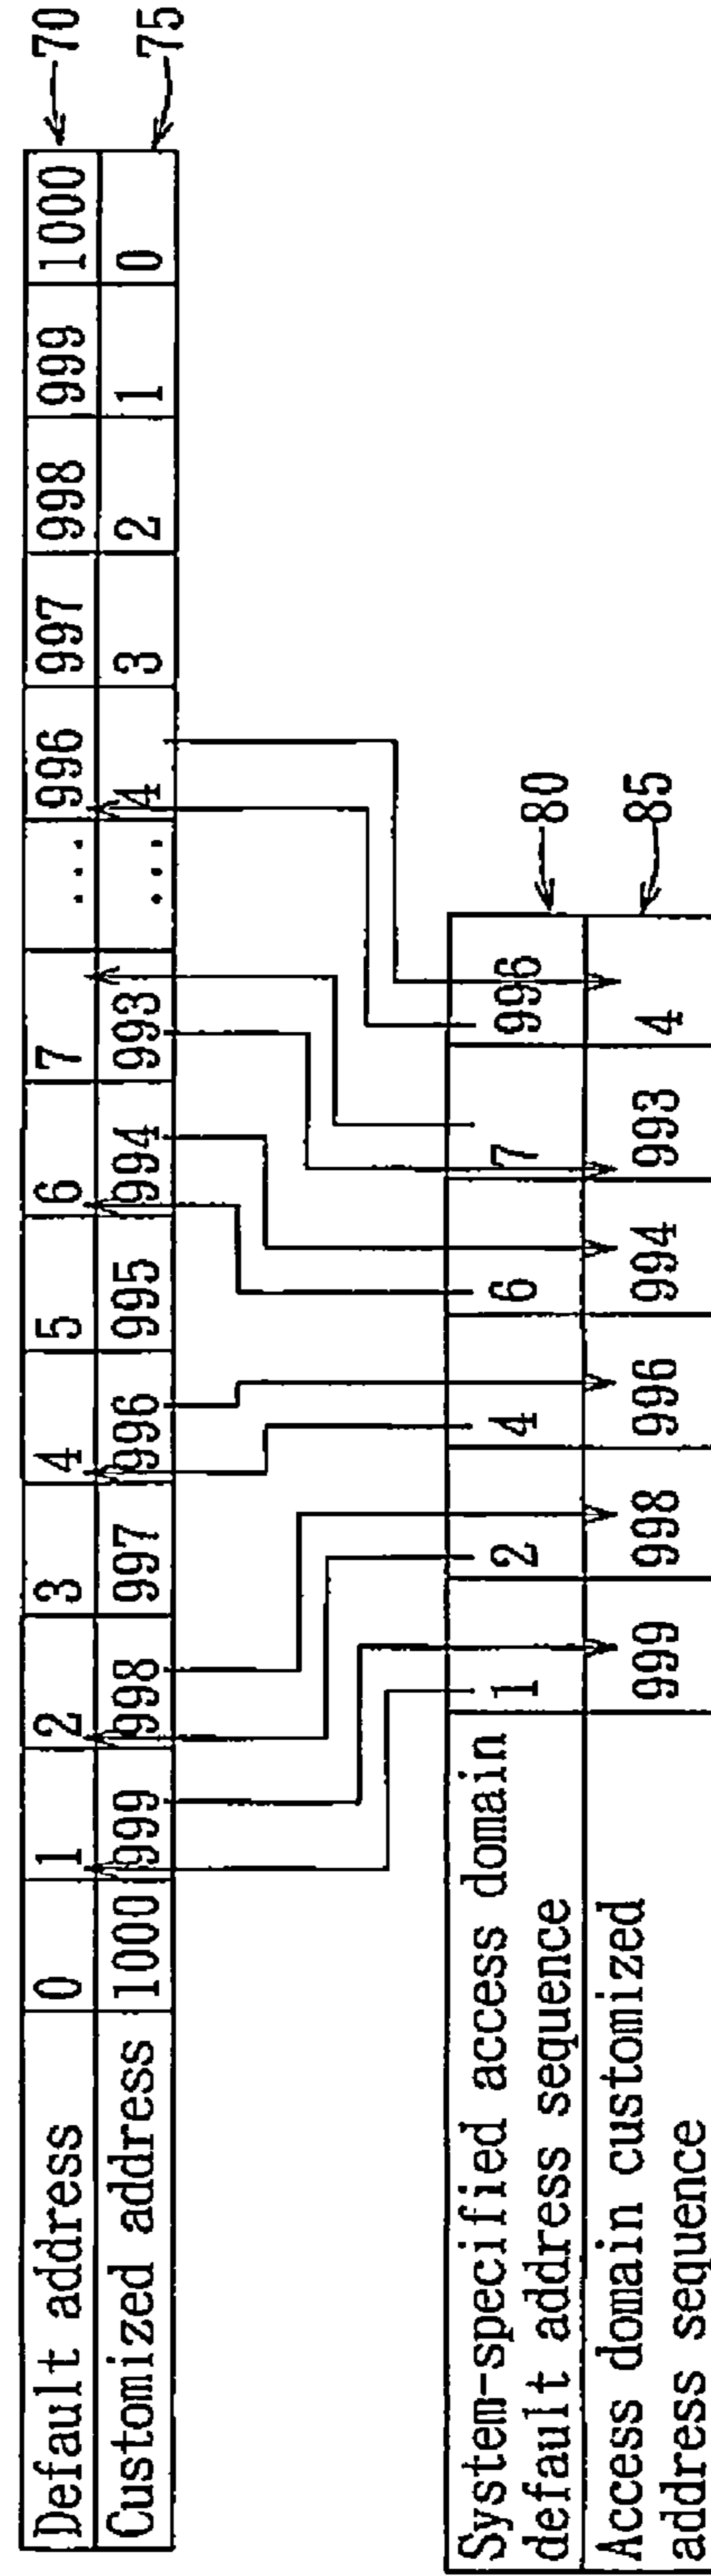 Default address 0 1 2 3 4 5 6 7 ... 996 997 998 999 1000 70
Customized address 1000 999 998 997 996 995 994 993 ... 4 3 2 1 0 75
System-specified access domain
default address sequence 1 2 4 6 7 996 80
Access domain customized
address sequence 999 998 996 994 993 4 85